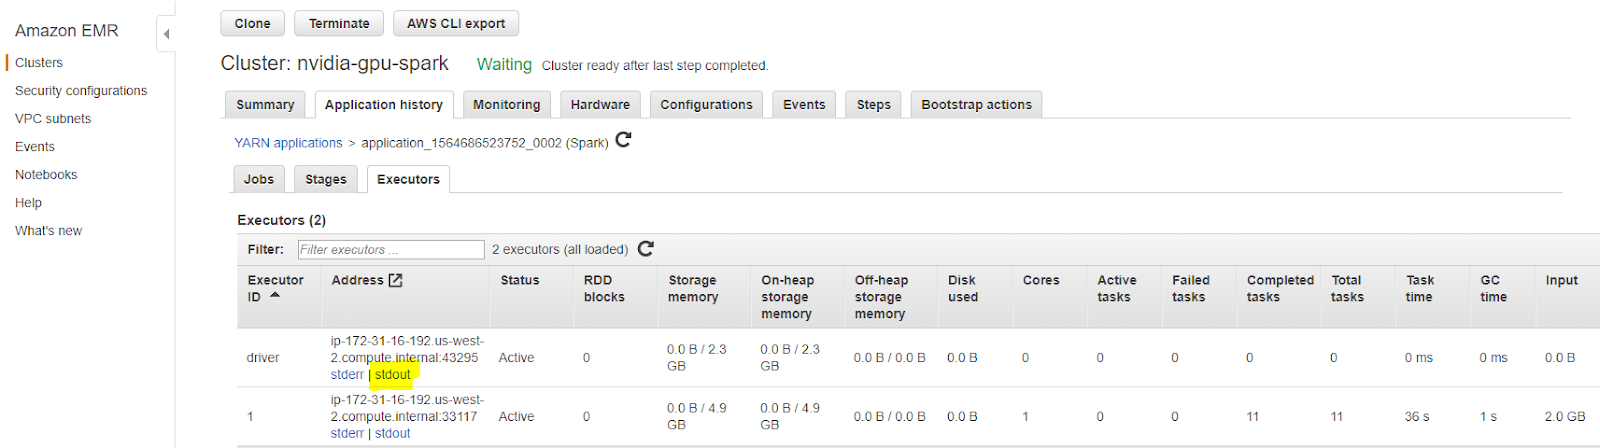 Amazon EMR
Clusters
Security configurations
VPC subnets
Events
Notebooks
Help
What's new
Clone Terminate AWS CLI export
Cluster: nvidia-gpu-spark Waiting Cluster ready after last step completed.
Summary Application history Monitoring Hardware Configurations Events Steps Bootstrap actions
YARN applications > application_1564686523752_0002 (Spark)
Jobs Stages Executors
Executors (2)
Filter: Filter executors ... 2 executors (all loaded)
Executor ID Address Status RDD blocks Storage memory On-heap storage memory Off-heap storage memory Disk used Cores Active tasks Failed tasks Completed tasks Total tasks Task time GC time Input
driver ip-172-31-16-192.us-west-2.compute.internal:43295 stderr | stdout Active 0 0.0 B / 2.3 GB 0.0 B / 2.3 GB 0.0 B / 0.0 B 0.0 B 0 0 0 0 0 0 ms 0 ms 0.0 B
1 ip-172-31-16-192.us-west-2.compute.internal:33117 stderr | stdout Active 0 0.0 B / 4.9 GB 0.0 B / 4.9 GB 0.0 B / 0.0 B 0.0 B 1 0 0 11 11 36 s 1 s 2.0 GB